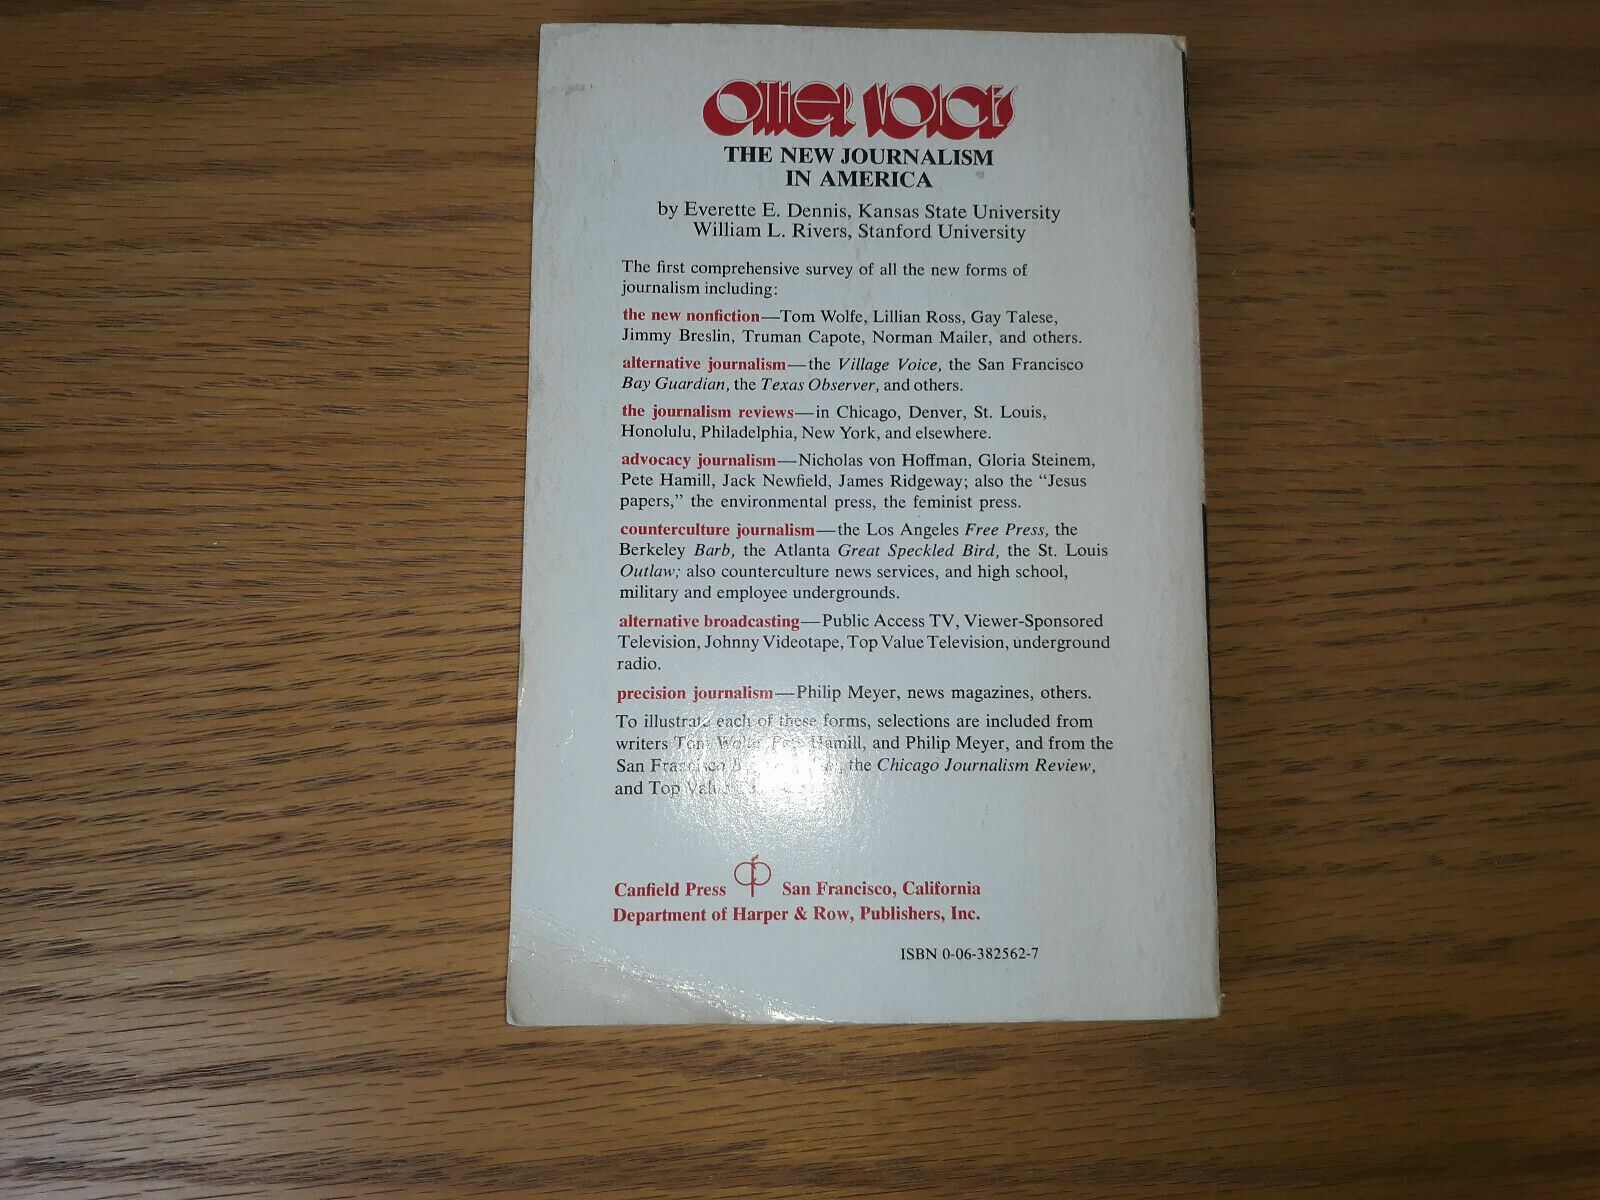 OTHER VOICES
THE NEW JOURNALISM
IN AMERICA
by Everette E. Dennis, Kansas State University
William L. Rivers, Stanford University
The first comprehensive survey of all the new forms of
journalism including:
the new nonfiction—Tom Wolfe, Lillian Ross, Gay Talese,
Jimmy Breslin, Truman Capote, Norman Mailer, and others.
alternative journalism—the Village Voice, the San Francisco
Bay Guardian, the Texas Observer, and others.
the journalism reviews—in Chicago, Denver, St. Louis,
Honolulu, Philadelphia, New York, and elsewhere.
advocacy journalism—Nicholas von Hoffman, Gloria Steinem,
Pete Hamill, Jack Newfield, James Ridgeway; also the “Jesus
papers,” the environmental press, the feminist press.
counterculture journalism—the Los Angeles Free Press, the
Berkeley Barb, the Atlanta Great Speckled Bird, the St. Louis
Outlaw; also counterculture news services, and high school,
military and employee undergrounds.
alternative broadcasting—Public Access TV, Viewer-Sponsored
Television, Johnny Videotape, Top Value Television, underground
radio.
precision journalism—Philip Meyer, news magazines, others.
To illustrate each of these forms, selections are included from
writers Tom Wolfe, Pete Hamill, and Philip Meyer, and from the
San Francisco the Chicago Journalism Review,
and Top Value
Canfield Press San Francisco, California
Department of Harper & Row, Publishers, Inc.
ISBN 0-06-382562-7